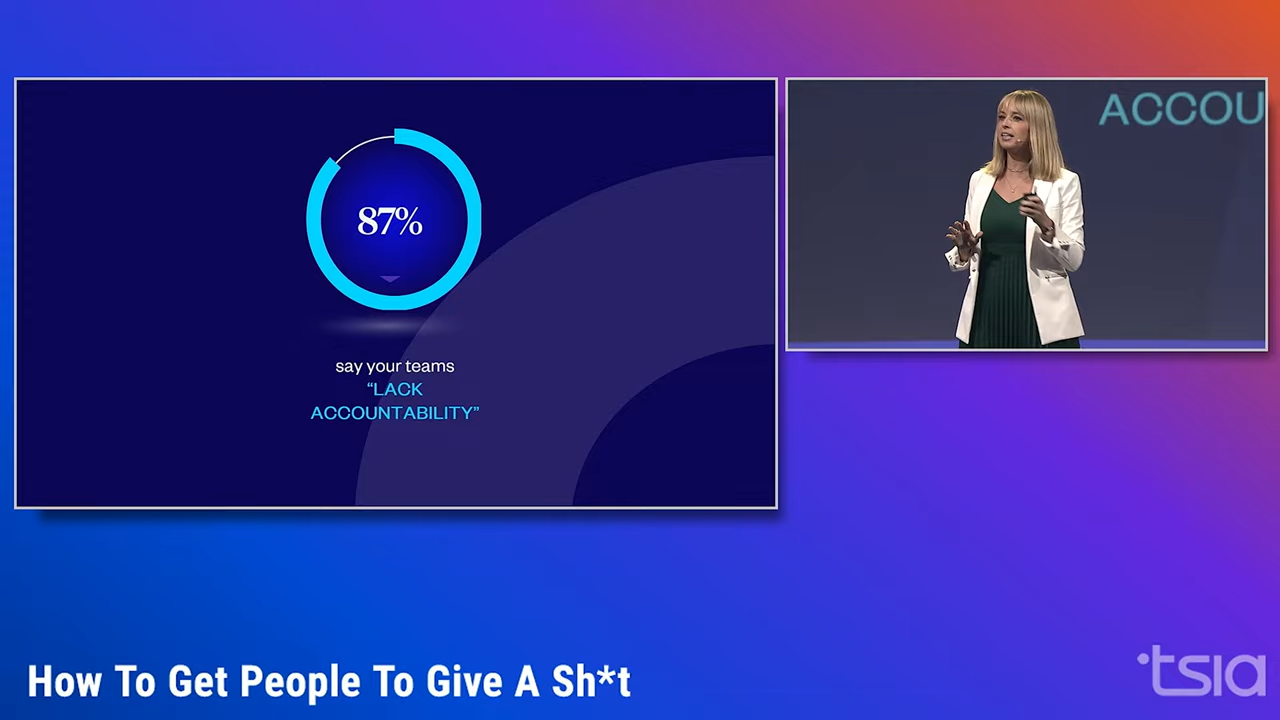 87%
say your teams
“LACK
ACCOUNTABILITY”
ACCOU
How To Get People To Give A Sh*t
tsia